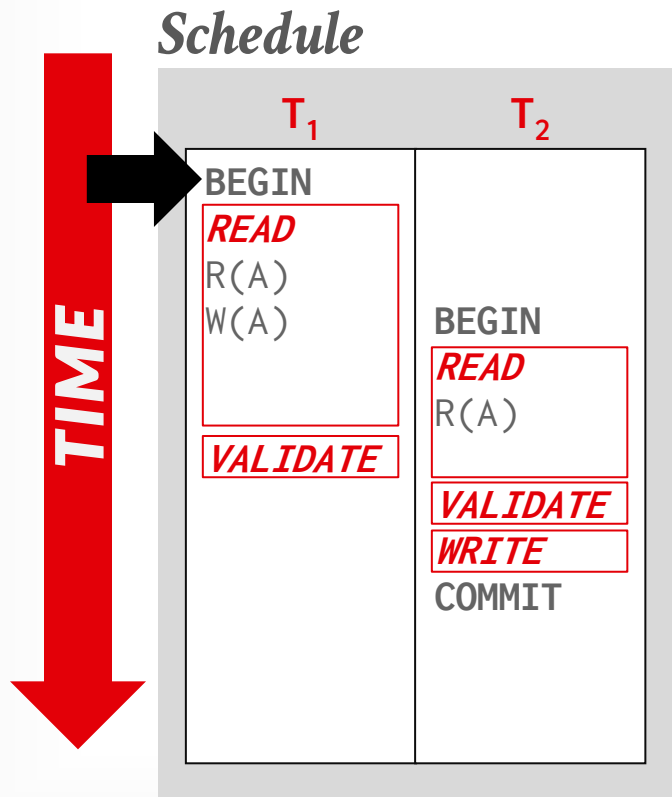 Schedule
TIME
T1
T2
BEGIN
READ
R(A)
W(A)
VALIDATE
BEGIN
READ
R(A)
VALIDATE
WRITE
COMMIT